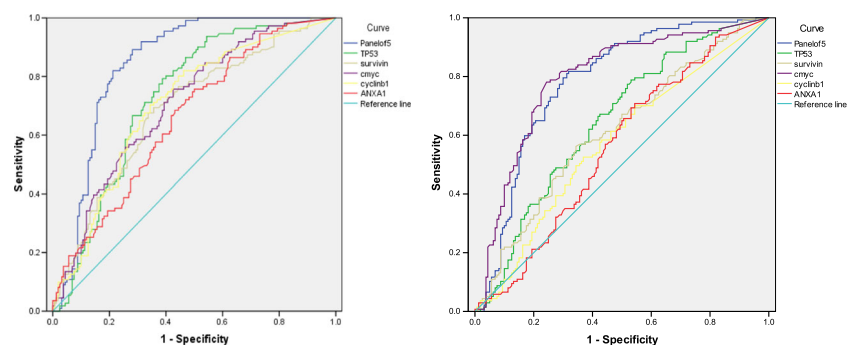 Curve
Panelof5
TP53
survivin
cmyc
cyclinb1
ANXA1
Reference line
1.0
0.8
0.6
0.4
0.2
0.0
Sensitivity
0.0 0.2 0.4 0.6 0.8 1.0
1 - Specificity
Curve
Panelof5
TP53
survivin
cmyc
cyclinb1
ANXA1
Reference line
1.0
0.8
0.6
0.4
0.2
0.0
Sensitivity
0.0 0.2 0.4 0.6 0.8 1.0
1 - Specificity